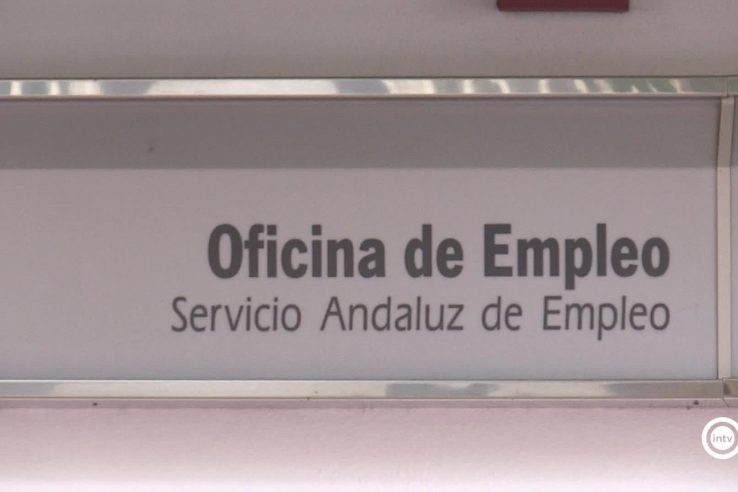 Oficina de Empleo
Servicio Andaluz de Empleo
intv